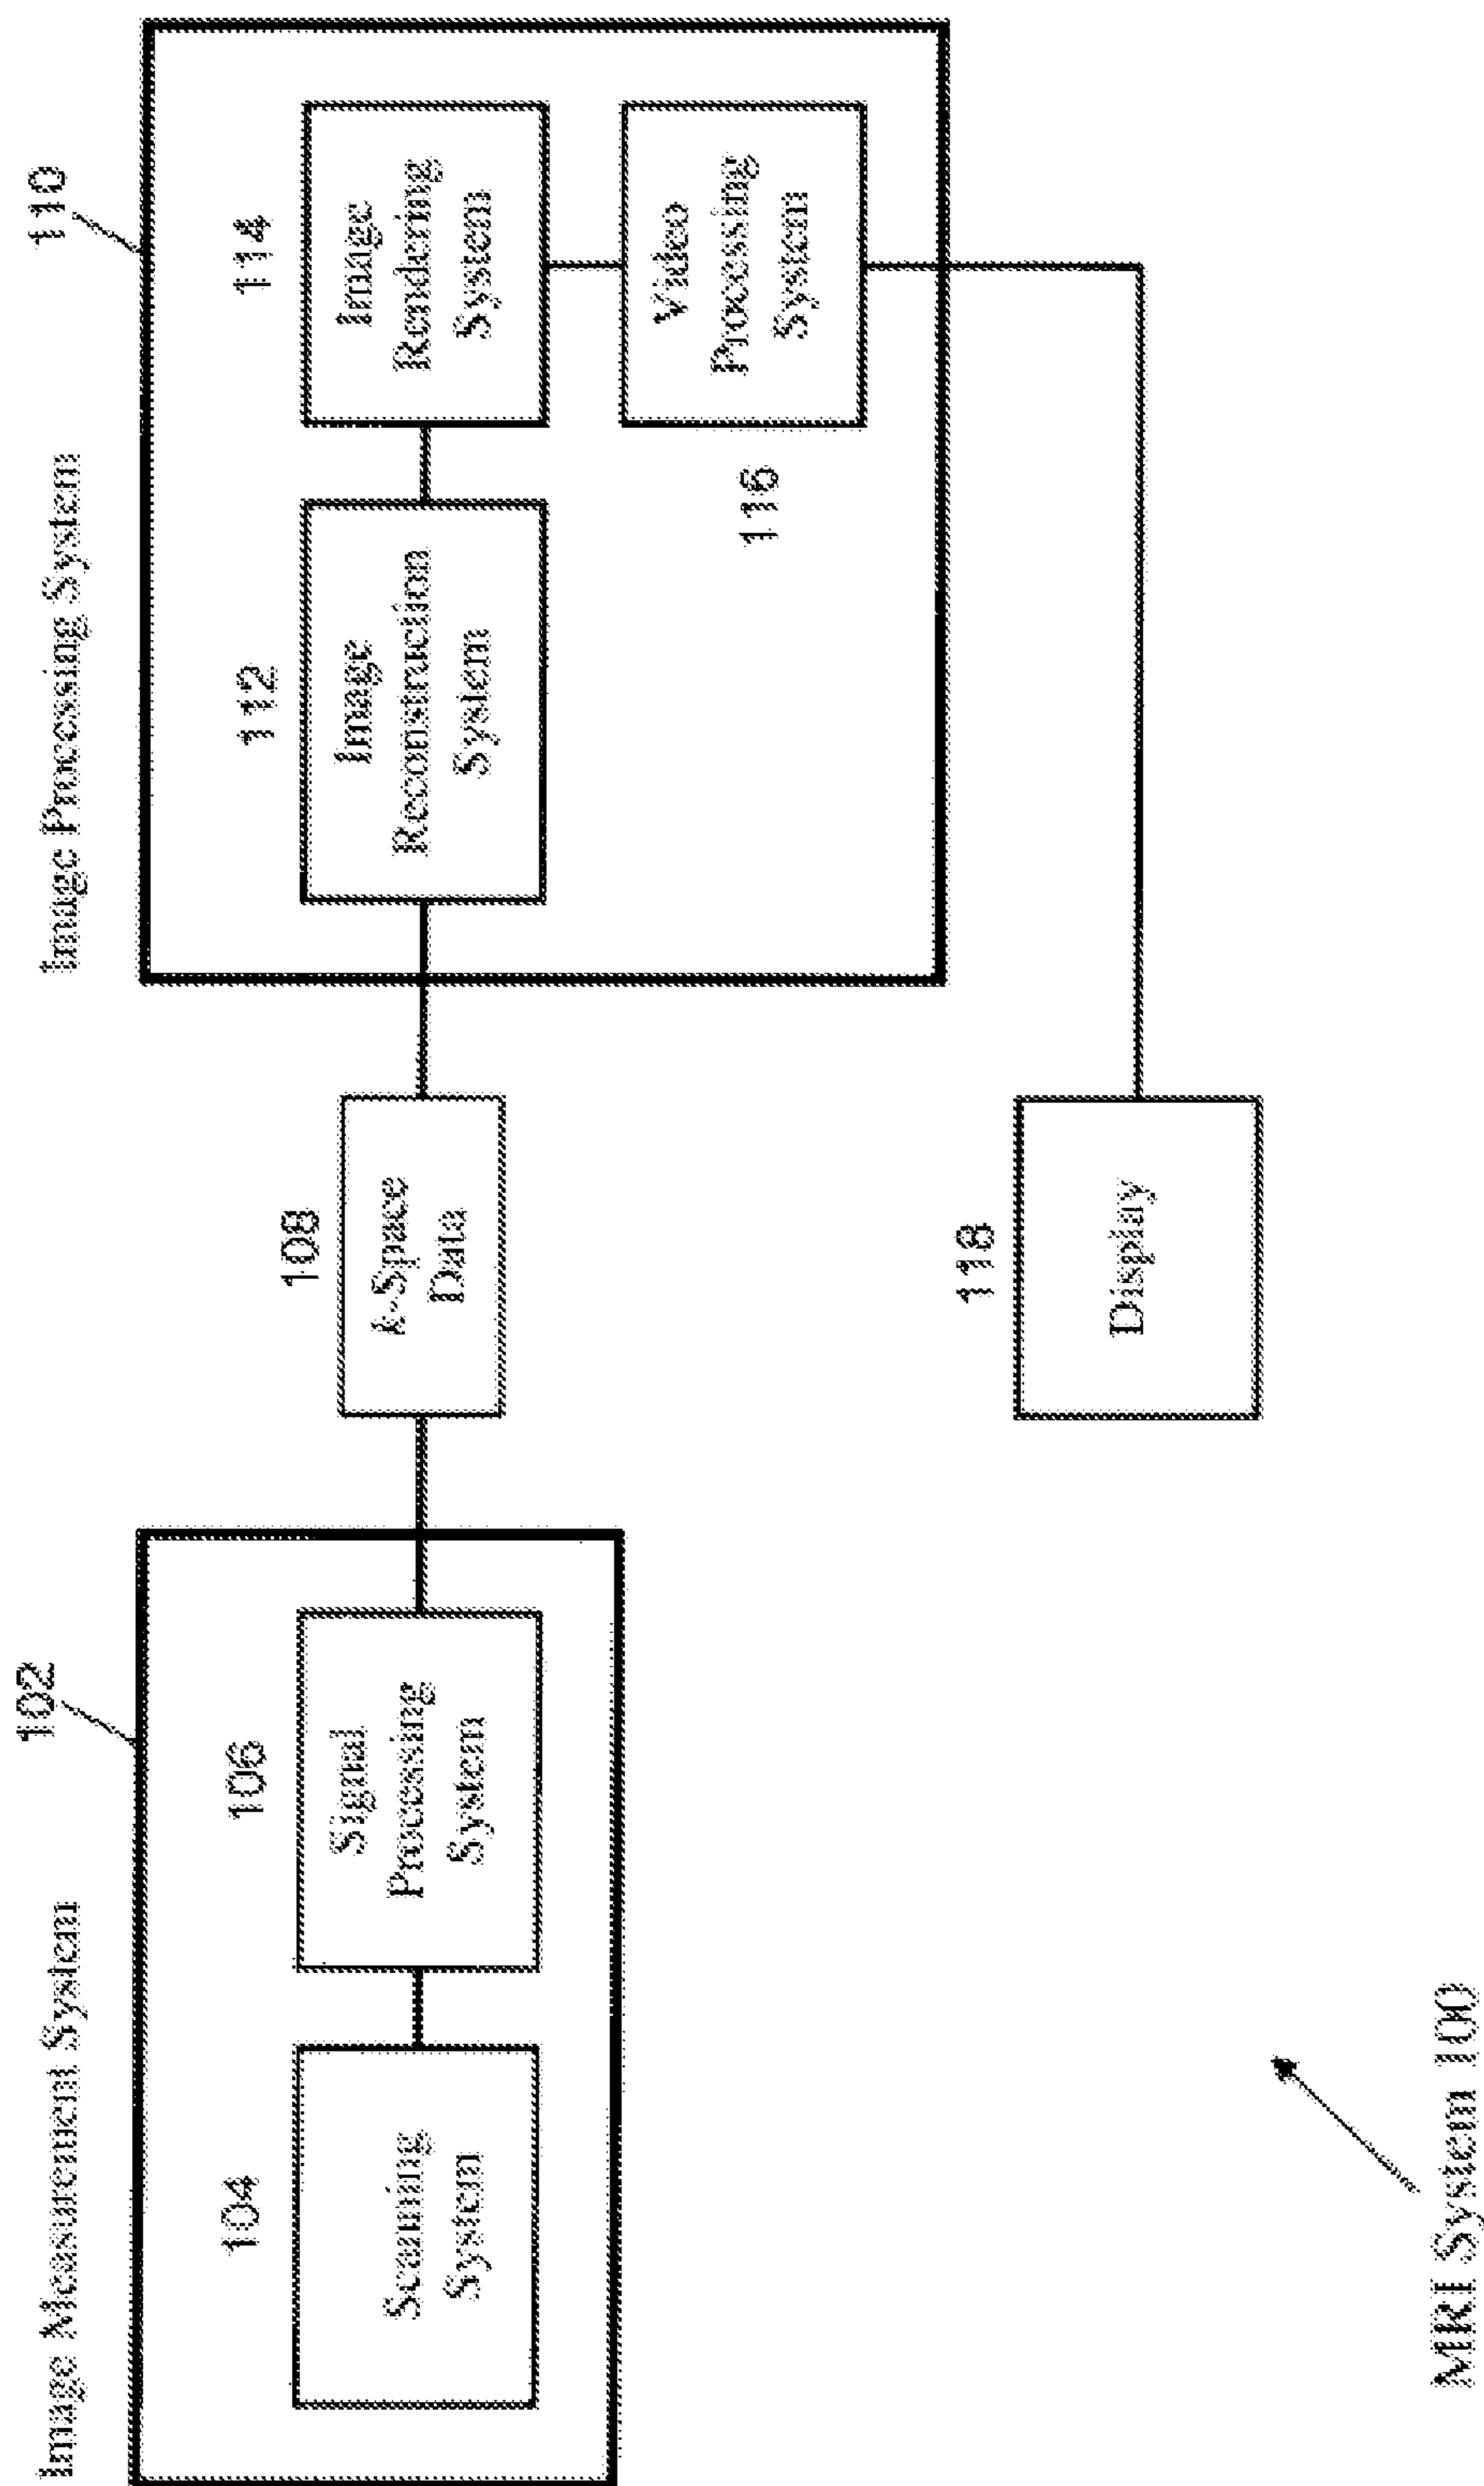 Image Measurement System
102
104
Scanning
System
106
Signal
Processing
System
108
k-Space
Data
Image Processing System
110
112
Image
Reconstruction
System
114
Image
Rendering
System
116
Video
Processing
System
118
Display
MRI System 100